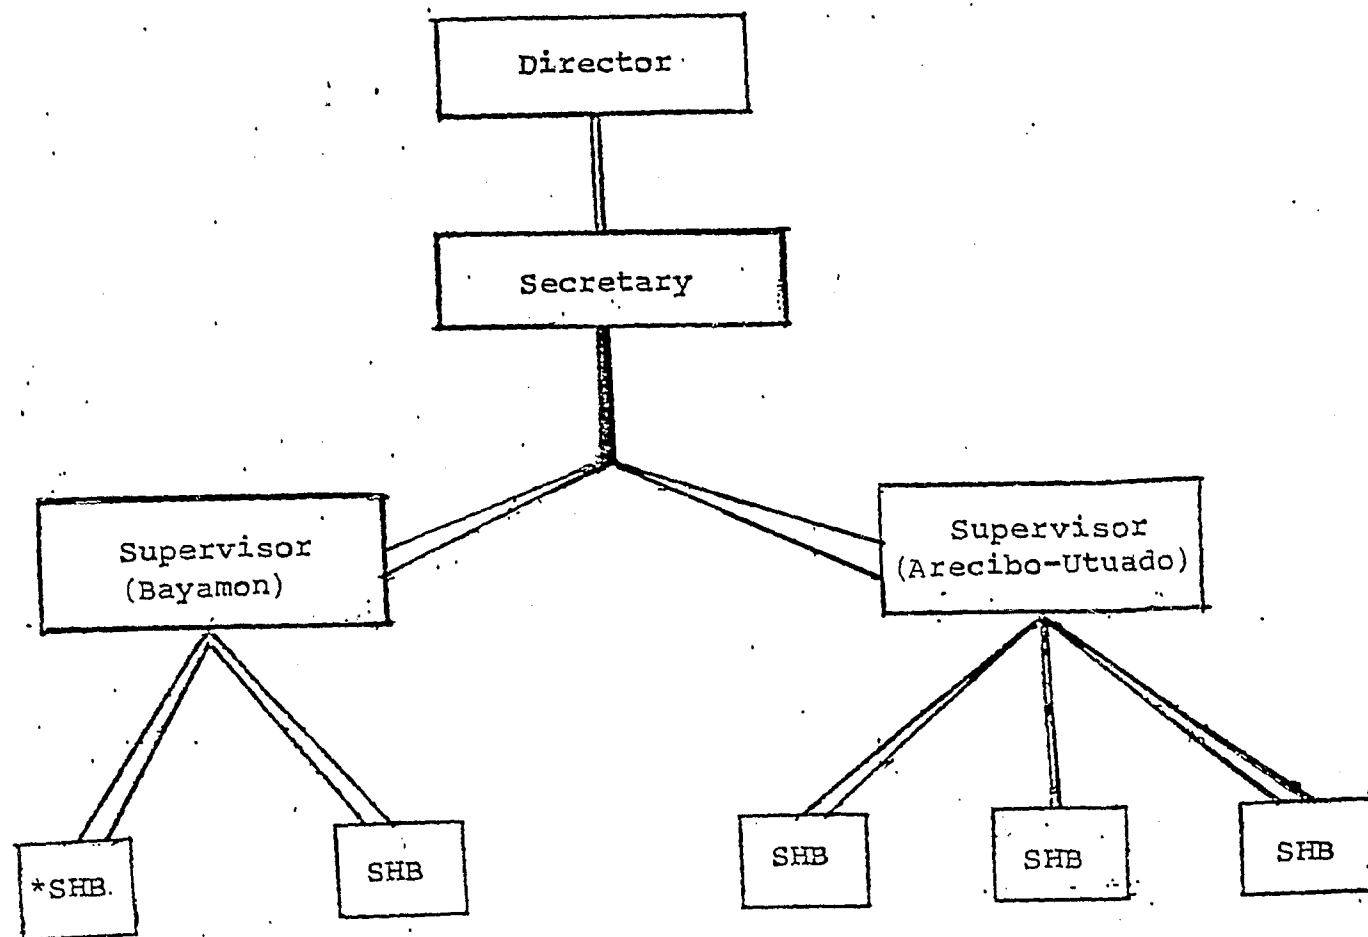 Director
Secretary
Supervisor
(Bayamon)
Supervisor
(Arecibo-Utuado)
*SHB.
SHB
SHB
SHB
SHB